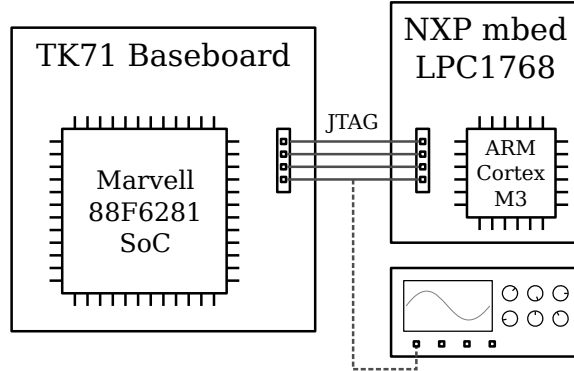 TK71 Baseboard
Marvell
88F6281
SoC
JTAG
NXP mbed
LPC1768
ARM
Cortex
M3